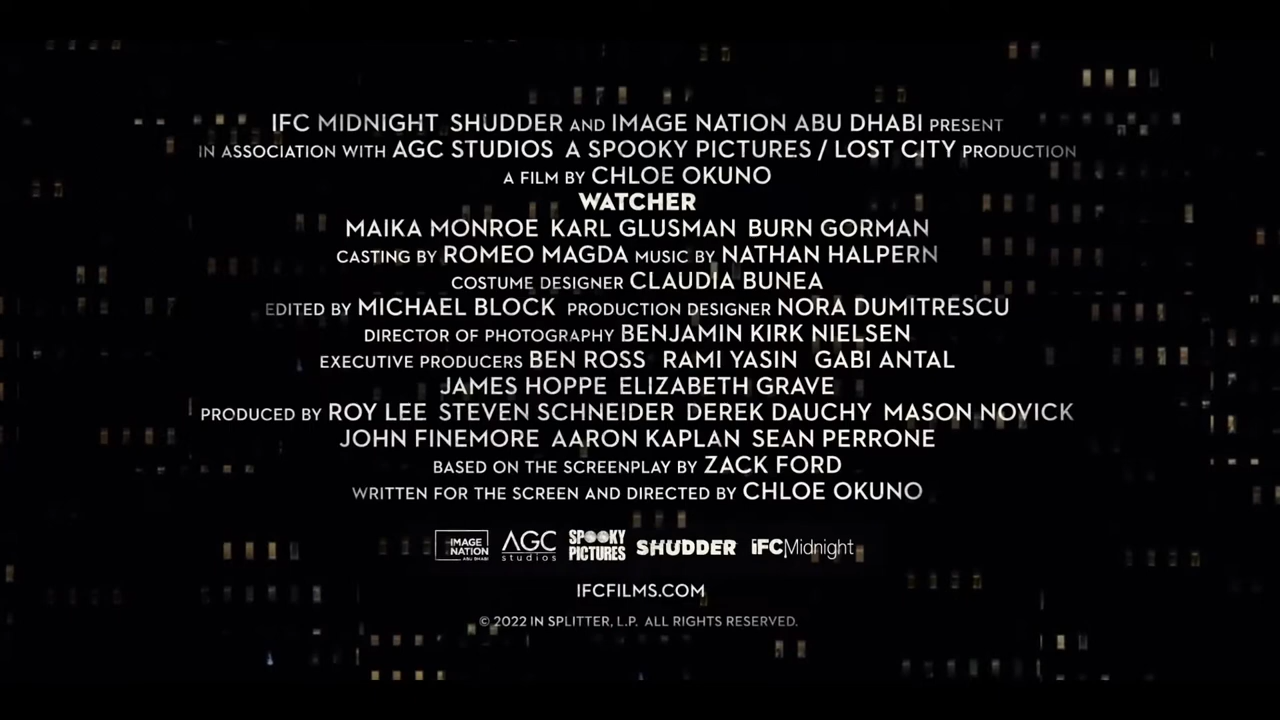 IFC MIDNIGHT SHUDDER AND IMAGE NATION ABU DHABI PRESENT
IN ASSOCIATION WITH AGC STUDIOS A SPOOKY PICTURES / LOST CITY PRODUCTION
A FILM BY CHLOE OKUNO
WATCHER
MAIKA MONROE KARL GLUSMAN BURN GORMAN
CASTING BY ROMEO MAGDA MUSIC BY NATHAN HALPERN
COSTUME DESIGNER CLAUDIA BUNEA
EDITED BY MICHAEL BLOCK PRODUCTION DESIGNER NORA DUMITRESCU
DIRECTOR OF PHOTOGRAPHY BENJAMIN KIRK NIELSEN
EXECUTIVE PRODUCERS BEN ROSS RAMI YASIN GABI ANTAL
JAMES HOPPE ELIZABETH GRAVE
PRODUCED BY ROY LEE STEVEN SCHNEIDER DEREK DAUCHY MASON NOVICK
JOHN FINEMORE AARON KAPLAN SEAN PERRONE
BASED ON THE SCREENPLAY BY ZACK FORD
WRITTEN FOR THE SCREEN AND DIRECTED BY CHLOE OKUNO
IMAGE NATION ABU DHABI AGC studios SPOOKY PICTURES SHUDDER IFC Midnight
IFCFILMS.COM
© 2022 IN SPLITTER, L.P. ALL RIGHTS RESERVED.